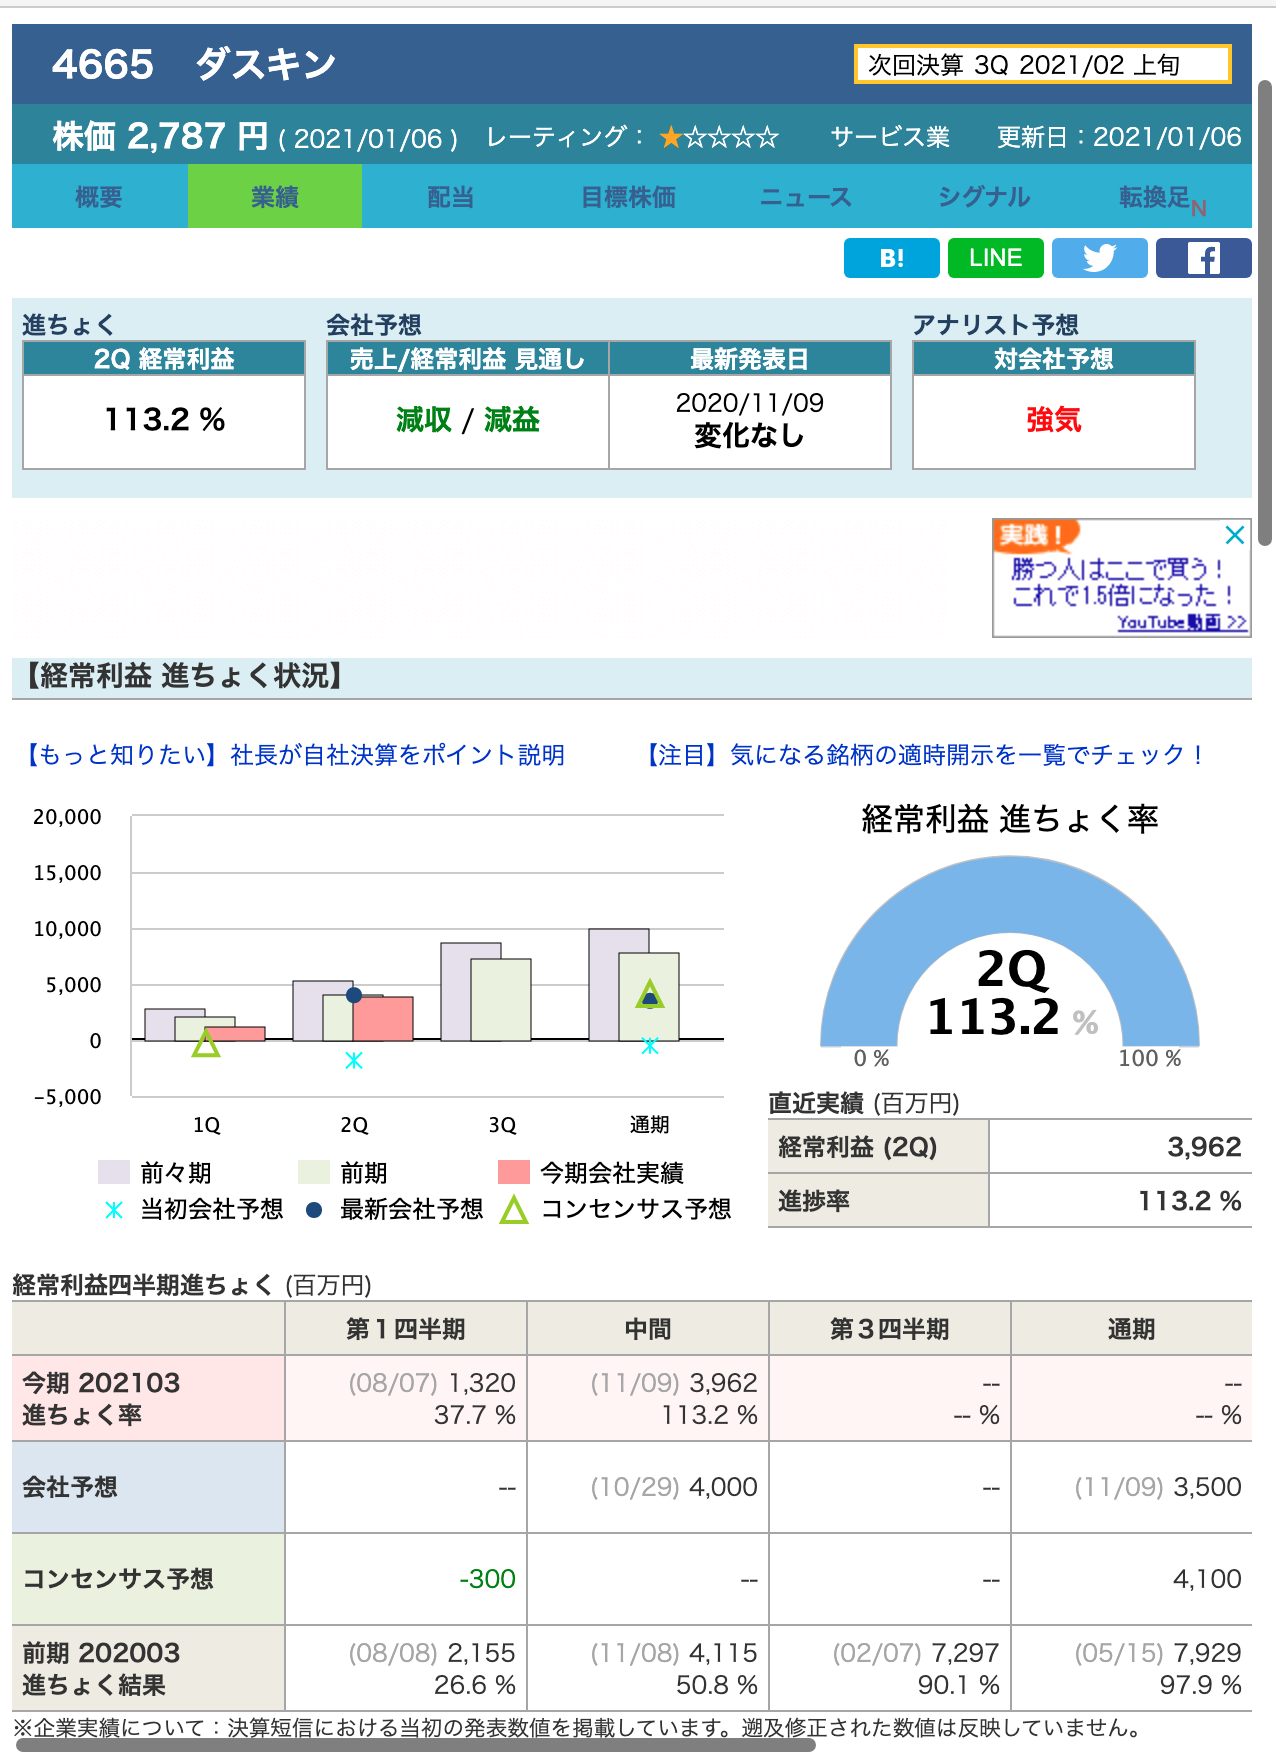 4665 ダスキン
次回決算 3Q 2021/02 上旬
株価 2,787 円 ( 2021/01/06 ) レーティング： ★☆☆☆☆ サービス業 更新日：2021/01/06
概要 業績 配当 目標株価 ニュース シグナル 転換足N
B! LINE
進ちょく 会社予想 アナリスト予想
2Q 経常利益 売上/経常利益 見通し 最新発表日 対会社予想
113.2 % 減収 / 減益 2020/11/09 強気
変化なし
実践！
勝つ人はここで買う！
これで1.5倍になった！
YouTube動画 >>
【経常利益 進ちょく状況】
【もっと知りたい】社長が自社決算をポイント説明 【注目】気になる銘柄の適時開示を一覧でチェック！
20,000
15,000
10,000
5,000
0
-5,000
1Q 2Q 3Q 通期
前々期 前期 今期会社実績
当初会社予想 最新会社予想 コンセンサス予想
経常利益 進ちょく率
2Q
113.2 %
0 % 100 %
直近実績 (百万円)
経常利益 (2Q) 3,962
進捗率 113.2 %
経常利益四半期進ちょく (百万円)
第１四半期 中間 第３四半期 通期
今期 202103 (08/07) 1,320 (11/09) 3,962 -- --
進ちょく率 37.7 % 113.2 % -- % -- %
会社予想 -- (10/29) 4,000 -- (11/09) 3,500
コンセンサス予想 -300 -- -- 4,100
前期 202003 (08/08) 2,155 (11/08) 4,115 (02/07) 7,297 (05/15) 7,929
進ちょく結果 26.6 % 50.8 % 90.1 % 97.9 %
※企業実績について：決算短信における当初の発表数値を掲載しています。遡及修正された数値は反映していません。